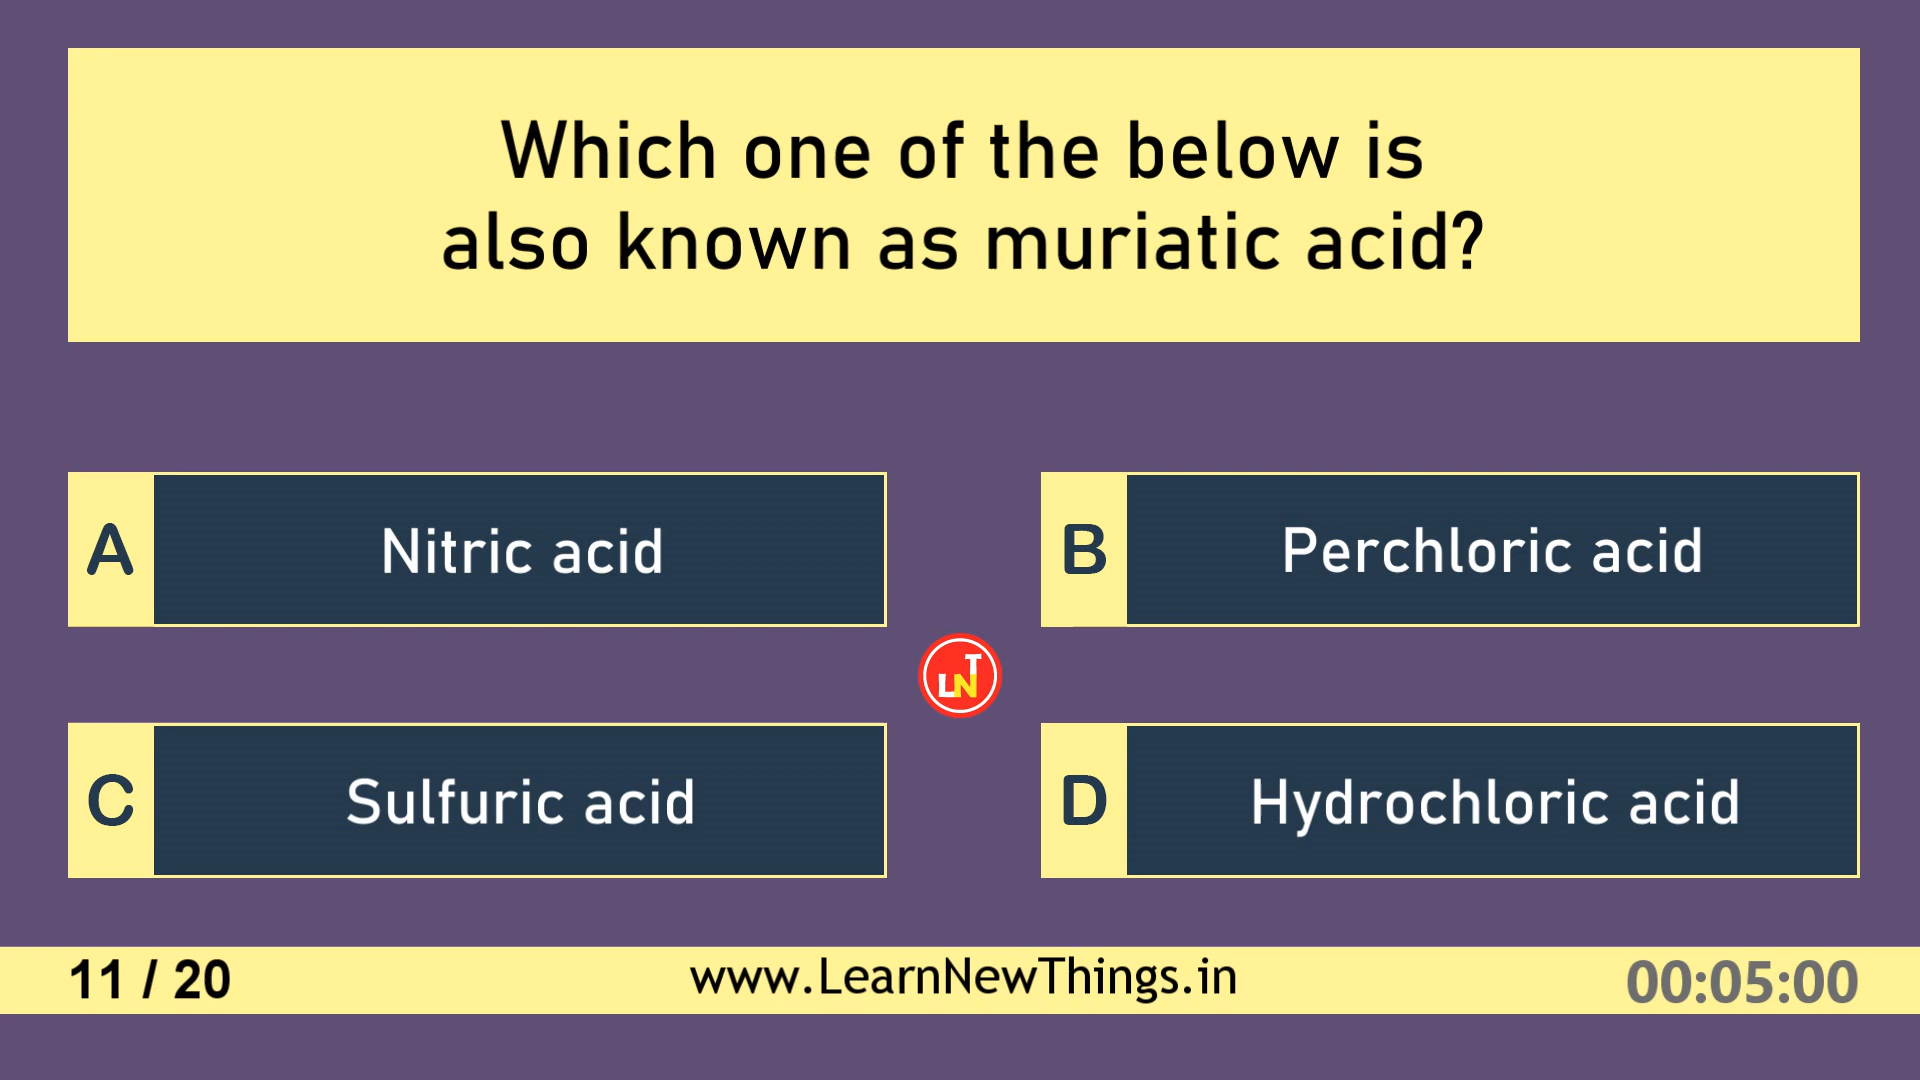 Which one of the below is
also known as muriatic acid?
A Nitric acid
B Perchloric acid
LNT
C Sulfuric acid
D Hydrochloric acid
11 / 20 www.LearnNewThings.in 00:05:00